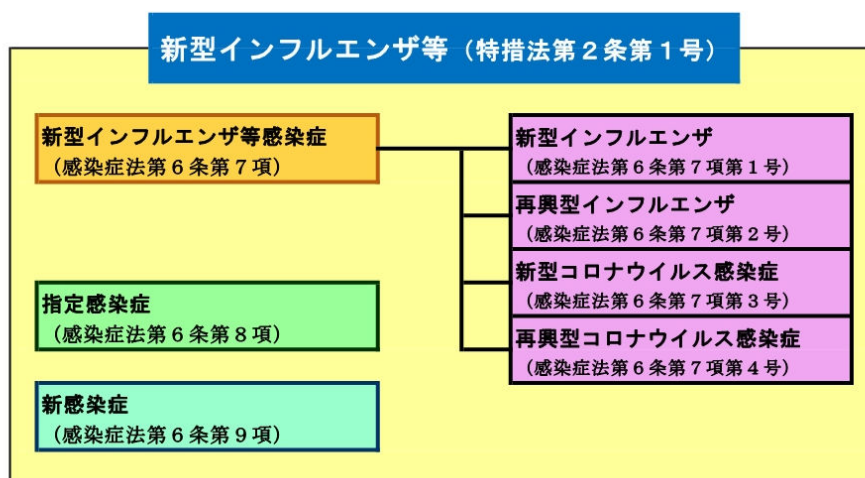 新型インフルエンザ等（特措法第２条第１号）
新型インフルエンザ等感染症
（感染症法第６条第７項）
新型インフルエンザ
（感染症法第６条第７項第１号）
再興型インフルエンザ
（感染症法第６条第７項第２号）
新型コロナウイルス感染症
（感染症法第６条第７項第３号）
再興型コロナウイルス感染症
（感染症法第６条第７項第４号）
指定感染症
（感染症法第６条第８項）
新感染症
（感染症法第６条第９項）